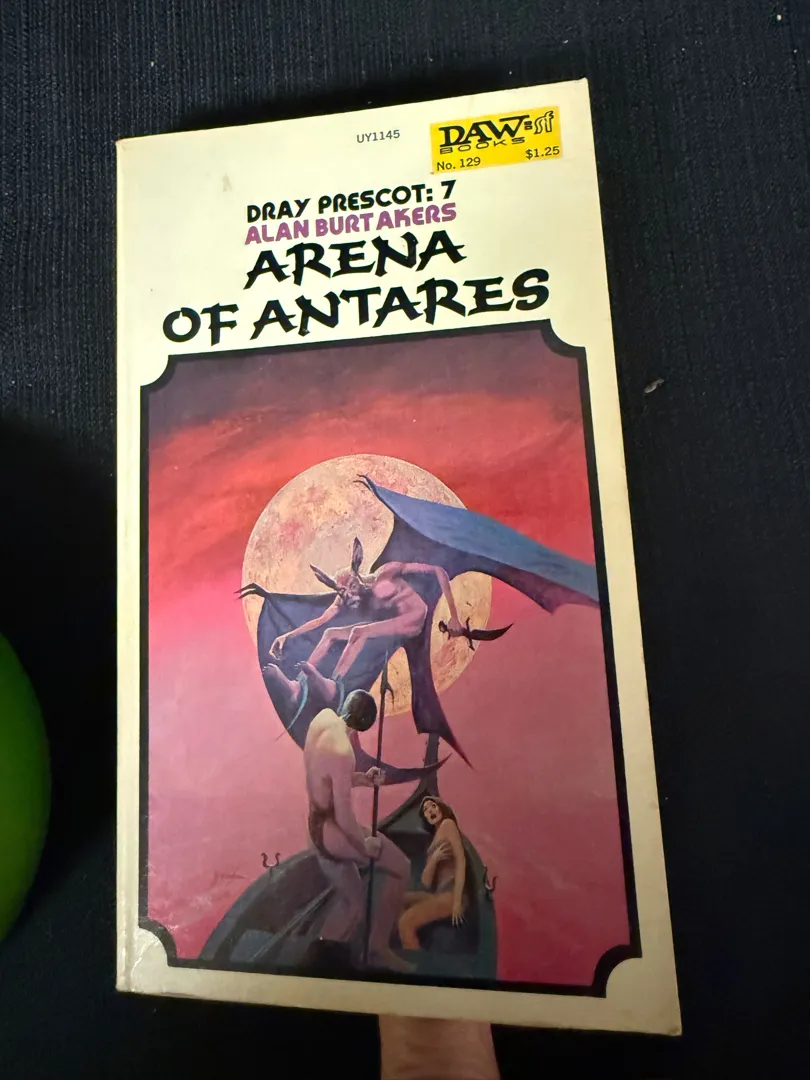 UY1145
DAW=sf
BOOKS
No. 129
$1.25
DRAY PRESCOT: 7
ALAN BURT AKERS
ARENA
OF ANTARES